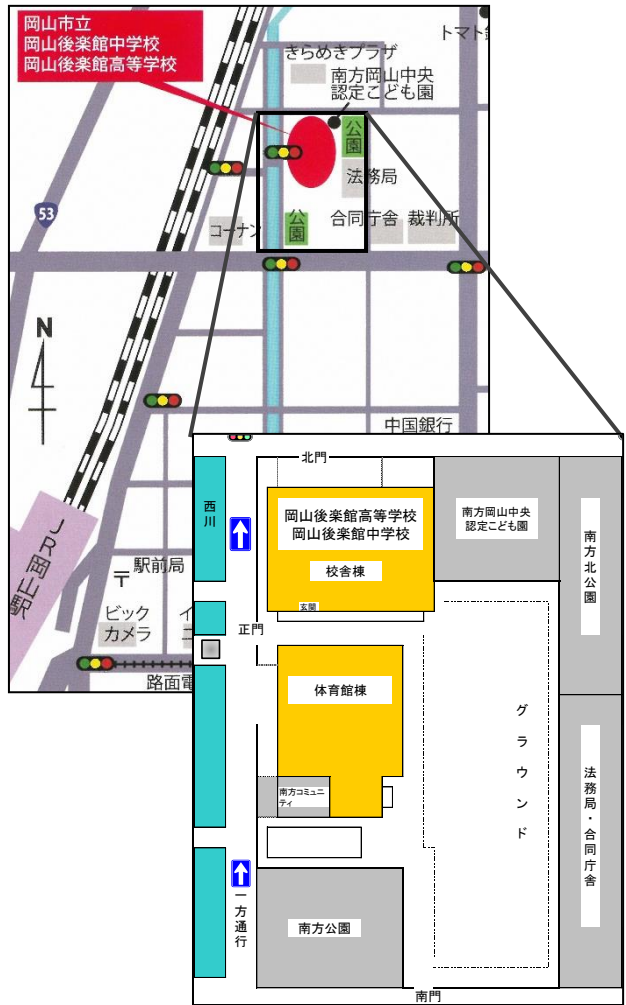 岡山市立
岡山後楽館中学校
岡山後楽館高等学校
トマト
きらめきプラザ
南方岡山中央
認定こども園
公園
法務局
53
コーナン
公園
合同庁舎
裁判所
N
中国銀行
JR岡山駅
〒
駅前局
ビック
カメラ
イ
路面電
北門
西川
岡山後楽館高等学校
岡山後楽館中学校
校舎棟
玄関
南方岡山中央
認定こども園
南方北公園
正門
体育館棟
グラウンド
南方コミュニ
ティ
法務局・合同庁舎
一方通行
南方公園
南門